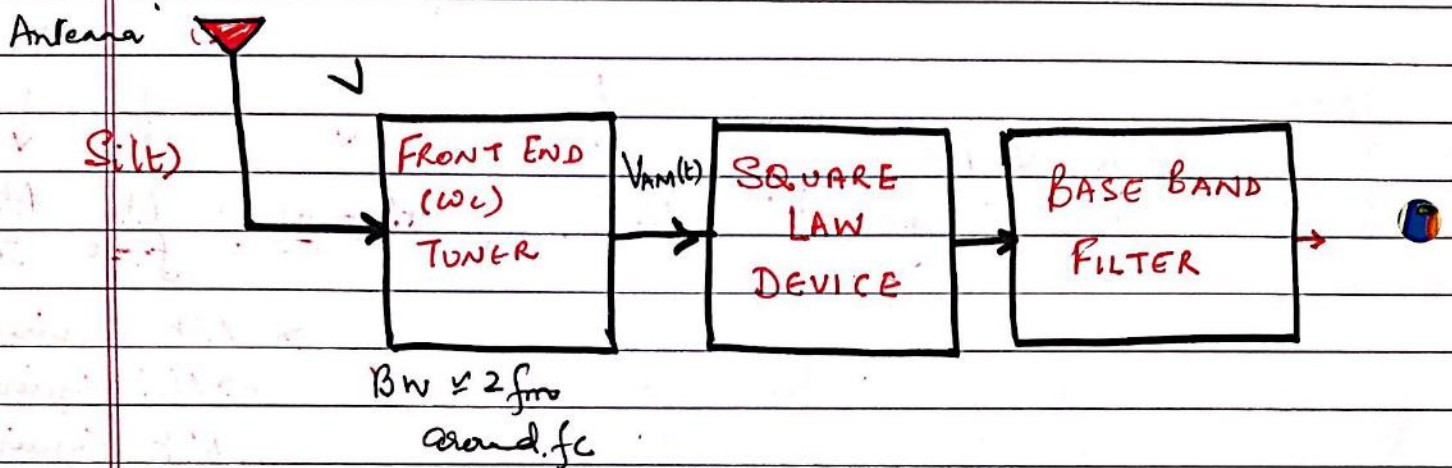 Antenna
Si(t)
FRONT END
(ωc)
TUNER
VAM(t)
SQUARE
LAW
DEVICE
BASE BAND
FILTER
BW ≃ 2fm
around fc